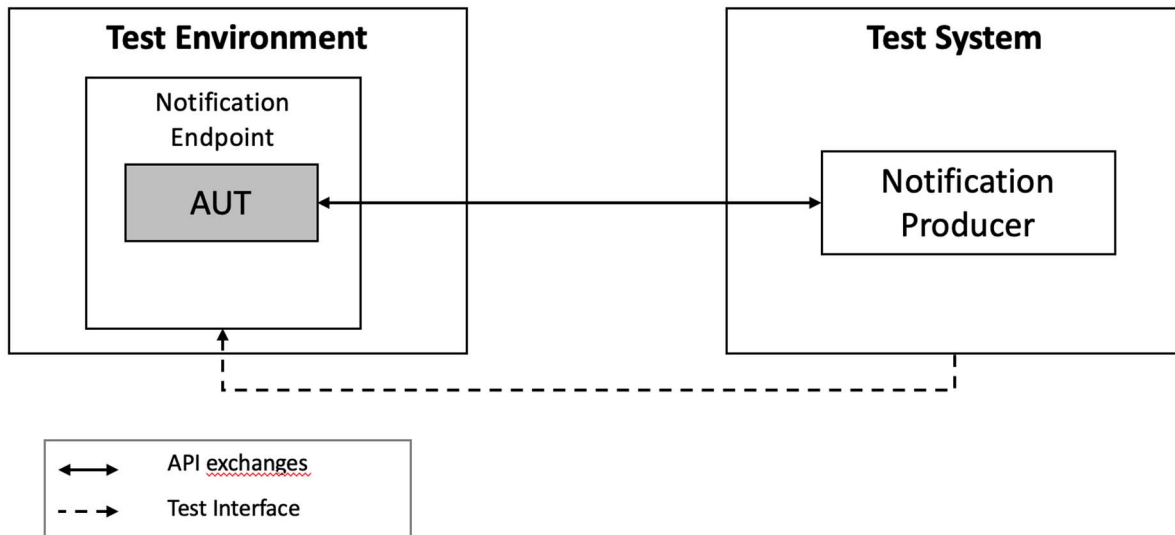 Test Environment
Test System
Notification
Endpoint
AUT
Notification
Producer
API exchanges
Test Interface